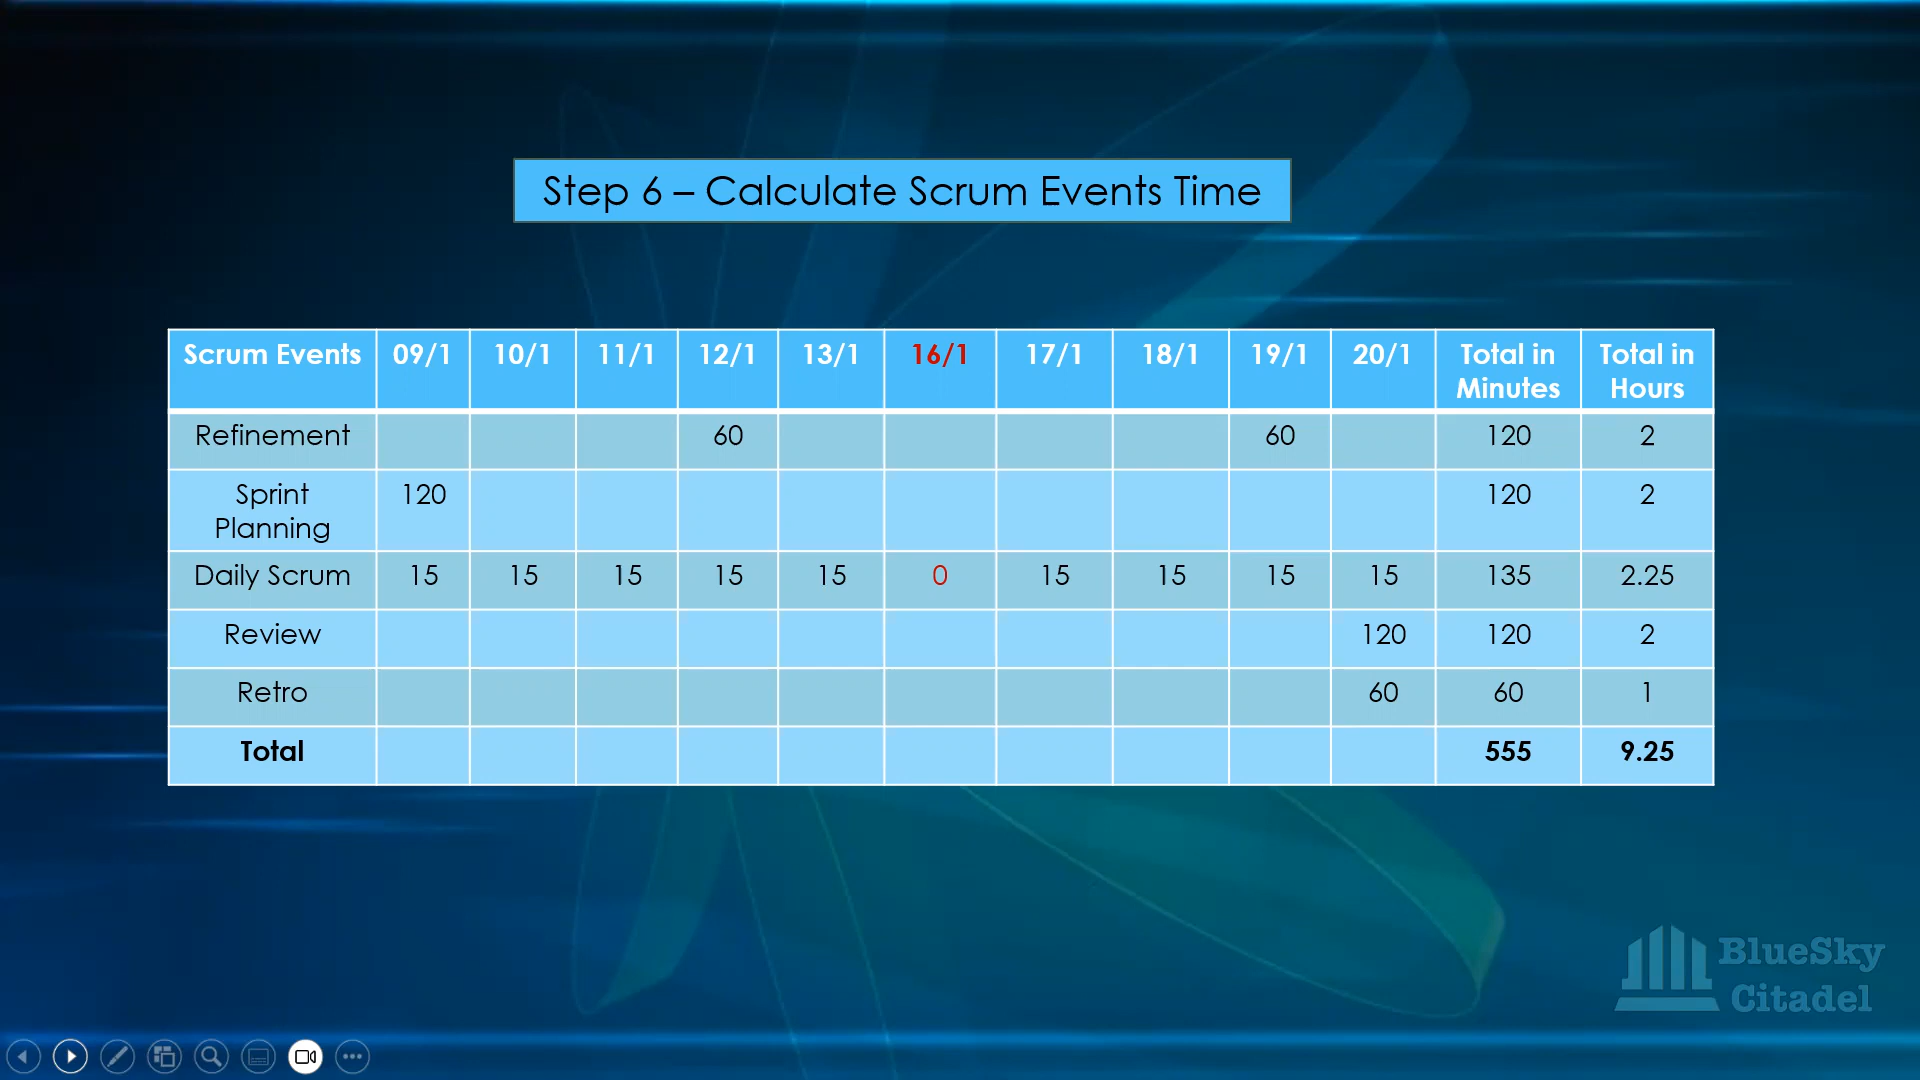 Step 6 – Calculate Scrum Events Time
Scrum Events 09/1 10/1 11/1 12/1 13/1 16/1 17/1 18/1 19/1 20/1 Total in Minutes Total in Hours
Refinement 60 60 120 2
Sprint Planning 120 120 2
Daily Scrum 15 15 15 15 15 0 15 15 15 15 135 2.25
Review 120 120 2
Retro 60 60 1
Total 555 9.25
BlueSky
Citadel